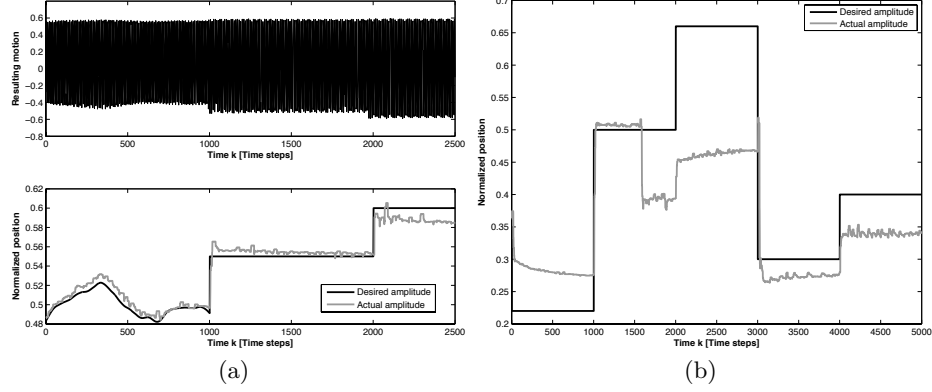 0.8
0.6
0.4
0.2
0
−0.2
−0.4
−0.6
−0.8
Resulting motion
0 500 1000 1500 2000 2500
Time k [Time steps]
0.62
0.6
0.58
0.56
0.54
0.52
0.5
0.48
Normalized position
Desired amplitude
Actual amplitude
0 500 1000 1500 2000 2500
Time k [Time steps]
(a)
0.7
0.65
0.6
0.55
0.5
0.45
0.4
0.35
0.3
0.25
0.2
Normalized position
Desired amplitude
Actual amplitude
0 500 1000 1500 2000 2500 3000 3500 4000 4500 5000
Time k [Time steps]
(b)